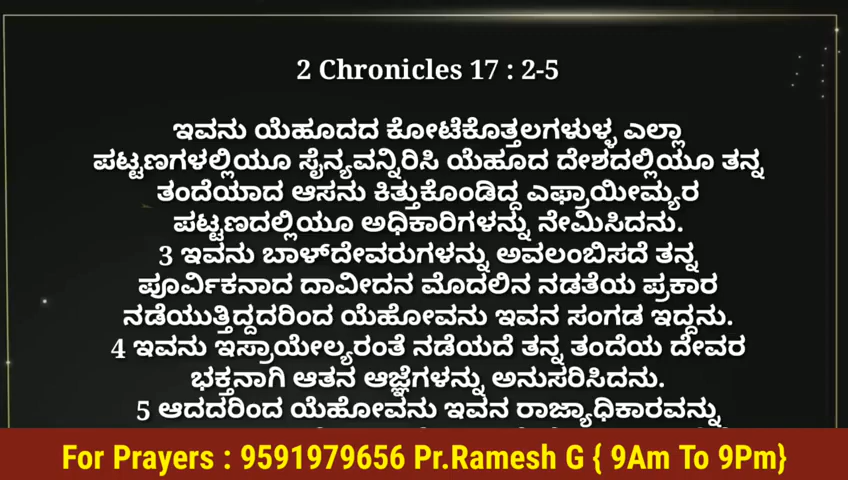 2 Chronicles 17 : 2-5
ಇವನು ಯೆಹೂದದ ಕೋಟೆಕೊತ್ತಲಗಳುಳ್ಳ ಎಲ್ಲಾ
ಪಟ್ಟಣಗಳಲ್ಲಿಯೂ ಸೈನ್ಯವನ್ನಿರಿಸಿ ಯೆಹೂದ ದೇಶದಲ್ಲಿಯೂ ತನ್ನ
ತಂದೆಯಾದ ಆಸನು ಕಿತ್ತುಕೊಂಡಿದ್ದ ಎಫ್ರಾಯೀಮ್ಯರ
ಪಟ್ಟಣದಲ್ಲಿಯೂ ಅಧಿಕಾರಿಗಳನ್ನು ನೇಮಿಸಿದನು.
3 ಇವನು ಬಾಳ್‌ದೇವರುಗಳನ್ನು ಅವಲಂಬಿಸದೆ ತನ್ನ
ಪೂರ್ವಿಕನಾದ ದಾವೀದನ ಮೊದಲಿನ ನಡತೆಯ ಪ್ರಕಾರ
ನಡೆಯುತ್ತಿದ್ದದರಿಂದ ಯೆಹೋವನು ಇವನ ಸಂಗಡ ಇದ್ದನು.
4 ಇವನು ಇಸ್ರಾಯೇಲ್ಯರಂತೆ ನಡೆಯದೆ ತನ್ನ ತಂದೆಯ ದೇವರ
ಭಕ್ತನಾಗಿ ಆತನ ಆಜ್ಞೆಗಳನ್ನು ಅನುಸರಿಸಿದನು.
5 ಆದದರಿಂದ ಯೆಹೋವನು ಇವನ ರಾಜ್ಯಾಧಿಕಾರವನ್ನು
For Prayers : 9591979656 Pr.Ramesh G { 9Am To 9Pm}